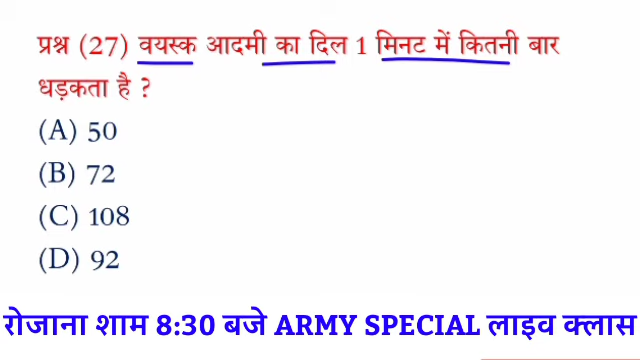 प्रश्न (27) वयस्क आदमी का दिल 1 मिनट में कितनी बार
धड़कता है ?
(A) 50
(B) 72
(C) 108
(D) 92
रोजाना शाम 8:30 बजे ARMY SPECIAL लाइव क्लास